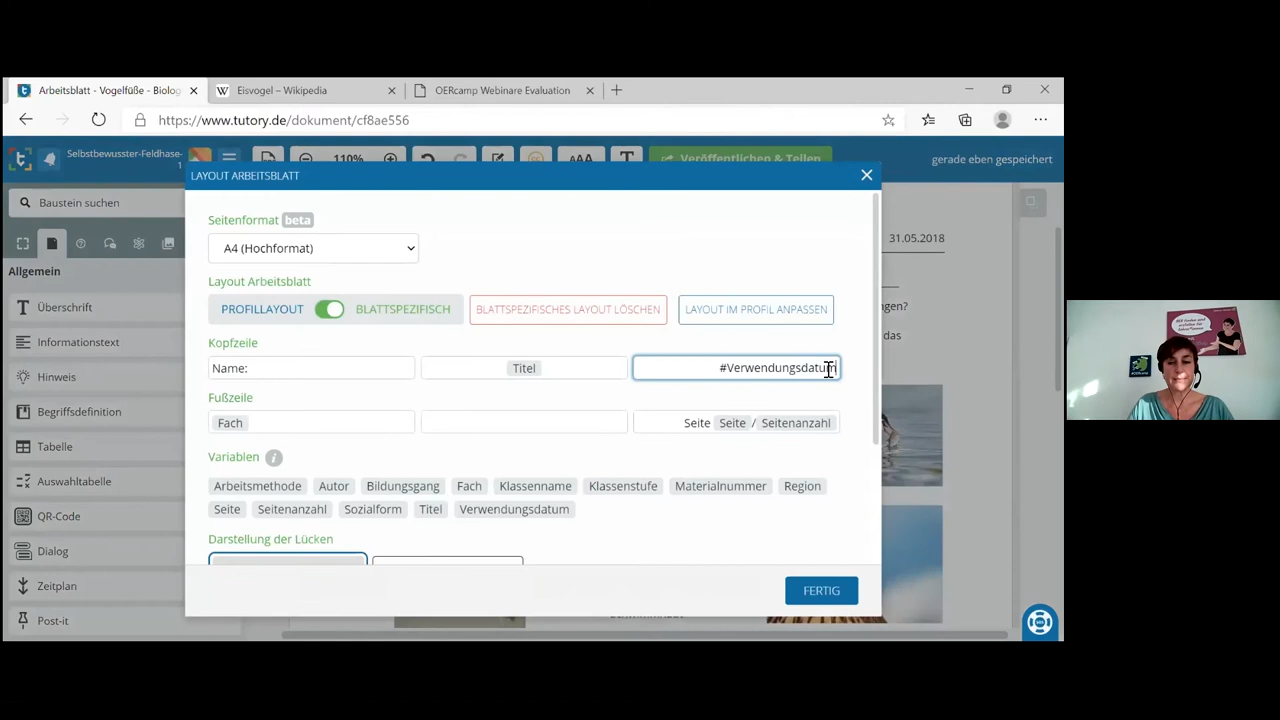 Arbeitsblatt - Vogelfüße - Biolog
Eisvogel – Wikipedia
OERcamp Webinare Evaluation
https://www.tutory.de/dokument/cf8ae556
Selbstbewusster-Feldhase-
1
110%
AAA
T
Veröffentlichen & Teilen
gerade eben gespeichert
LAYOUT ARBEITSBLATT
Baustein suchen
Seitenformat beta
A4 (Hochformat)
31.05.2018
Allgemein
Layout Arbeitsblatt
Überschrift
PROFILLAYOUT BLATTSPEZIFISCH BLATTSPEZIFISCHES LAYOUT LÖSCHEN LAYOUT IM PROFIL ANPASSEN
ngen?
das
Informationstext
Kopfzeile
Name: Titel #Verwendungsdatum
Hinweis
Fußzeile
Begriffsdefinition
Fach Seite Seite / Seitenanzahl
Tabelle
Variablen
Auswahltabelle
Arbeitsmethode Autor Bildungsgang Fach Klassenname Klassenstufe Materialnummer Region
Seite Seitenanzahl Sozialform Titel Verwendungsdatum
QR-Code
Darstellung der Lücken
Dialog
Zeitplan
FERTIG
Post-it